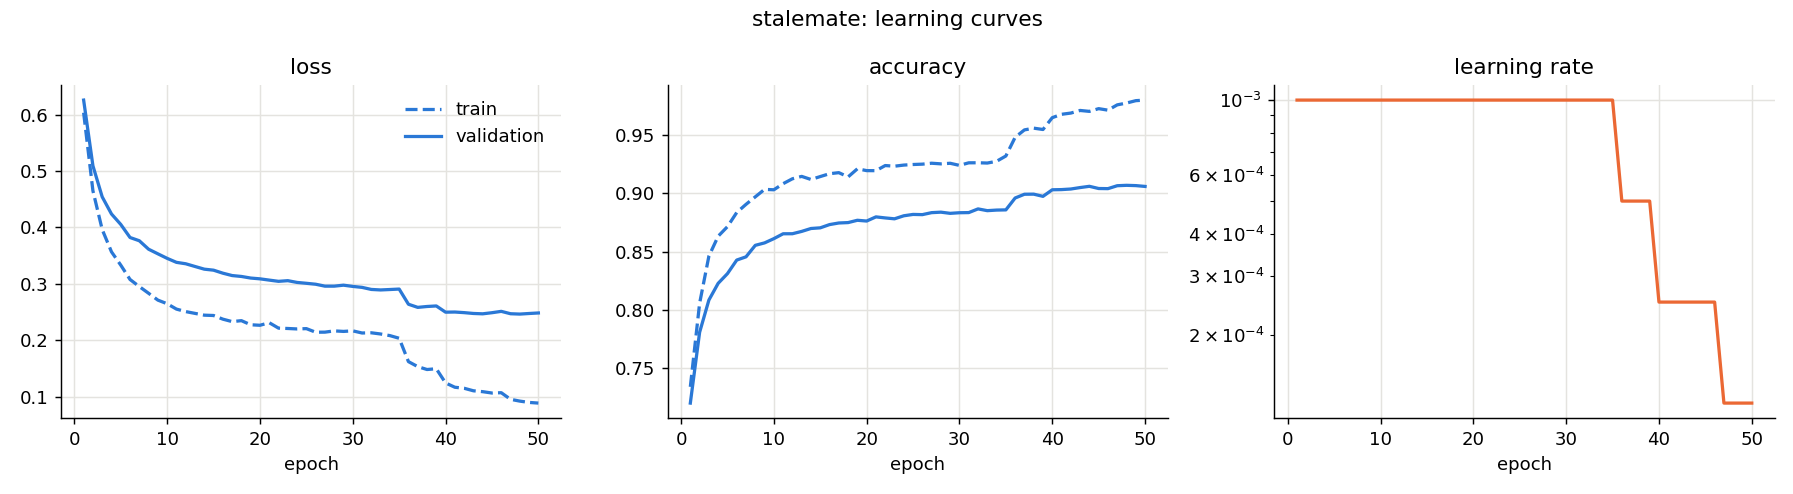 stalemate: learning curves
loss
train
validation
0.6
0.5
0.4
0.3
0.2
0.1
0 10 20 30 40 50
epoch
accuracy
0.95
0.90
0.85
0.80
0.75
0 10 20 30 40 50
epoch
learning rate
10⁻³
6 × 10⁻⁴
4 × 10⁻⁴
3 × 10⁻⁴
2 × 10⁻⁴
0 10 20 30 40 50
epoch